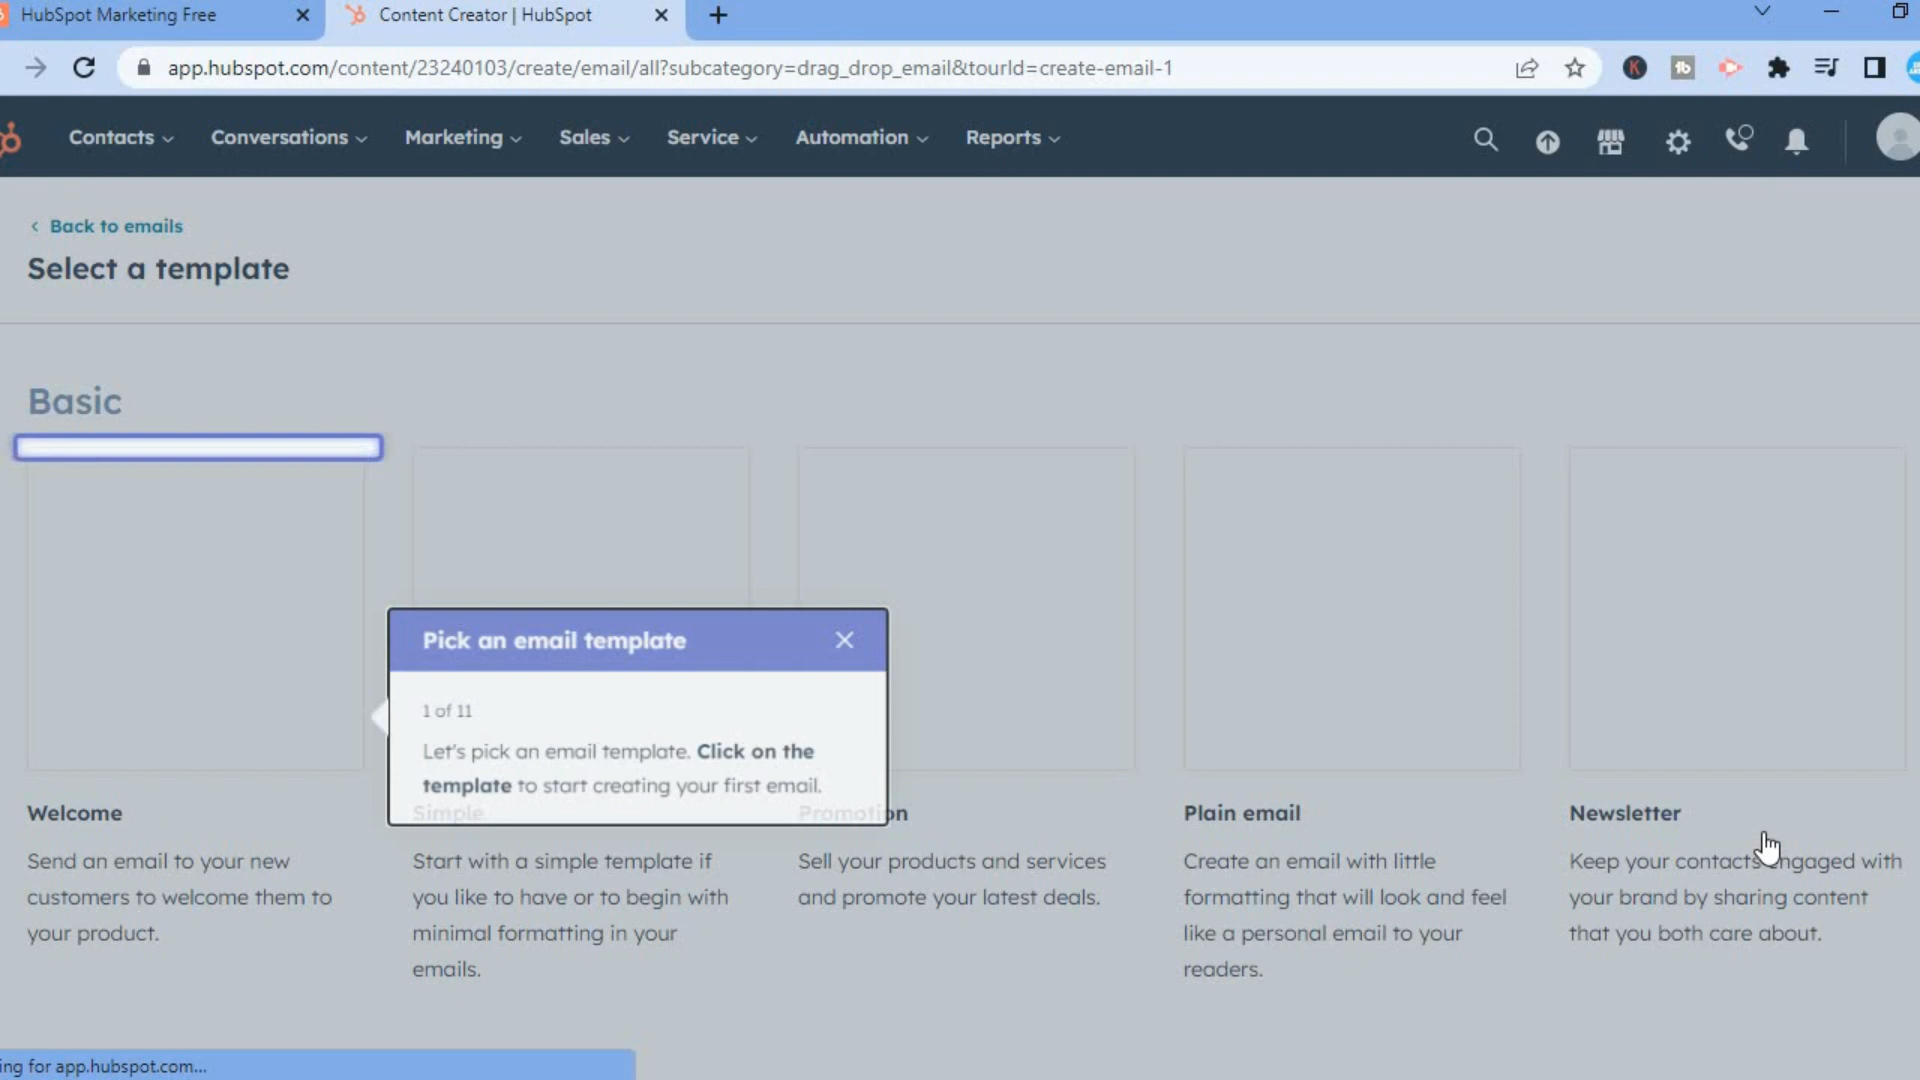 HubSpot Marketing Free
Content Creator | HubSpot
app.hubspot.com/content/23240103/create/email/all?subcategory=drag_drop_email&tourId=create-email-1
Contacts Conversations Marketing Sales Service Automation Reports
Back to emails
Select a template
Basic
Pick an email template
1 of 11
Let's pick an email template. Click on the
template to start creating your first email.
Welcome
Send an email to your new
customers to welcome them to
your product.
Simple
Start with a simple template if
you like to have or to begin with
minimal formatting in your
emails.
Promotion
Sell your products and services
and promote your latest deals.
Plain email
Create an email with little
formatting that will look and feel
like a personal email to your
readers.
Newsletter
Keep your contacts engaged with
your brand by sharing content
that you both care about.
ing for app.hubspot.com...